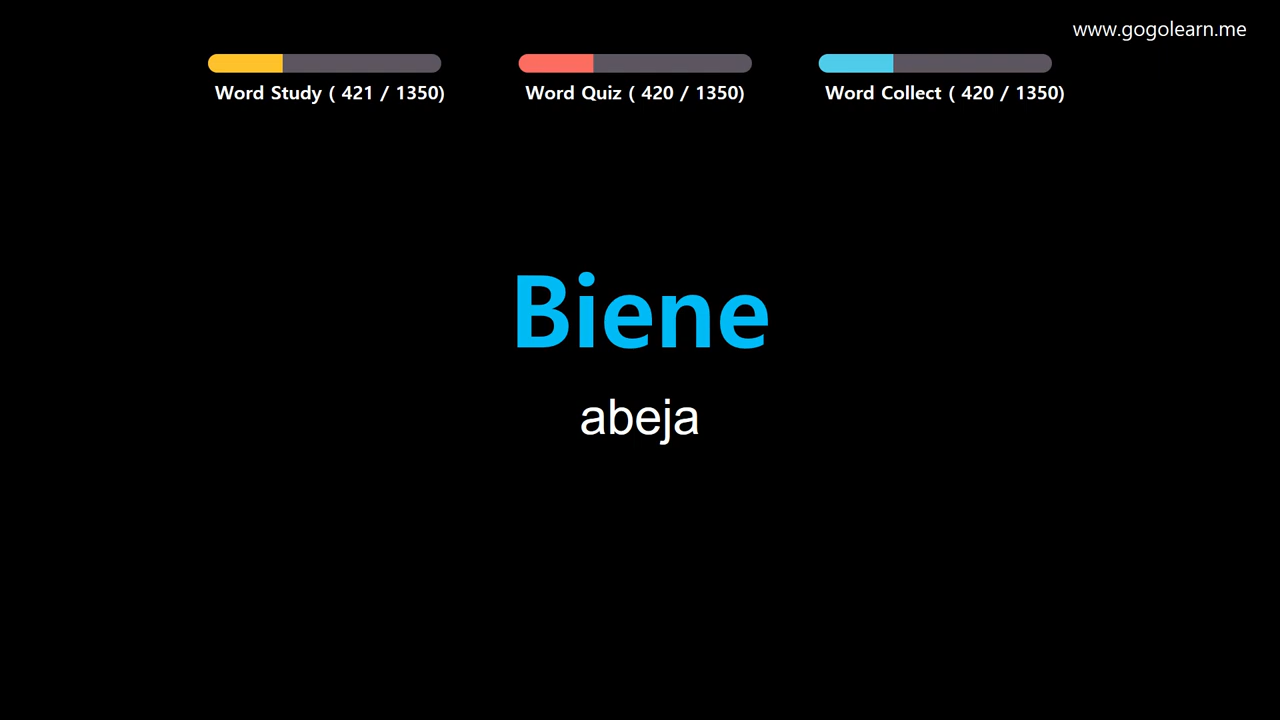 www.gogolearn.me
Word Study ( 421 / 1350)
Word Quiz ( 420 / 1350)
Word Collect ( 420 / 1350)
Biene
abeja